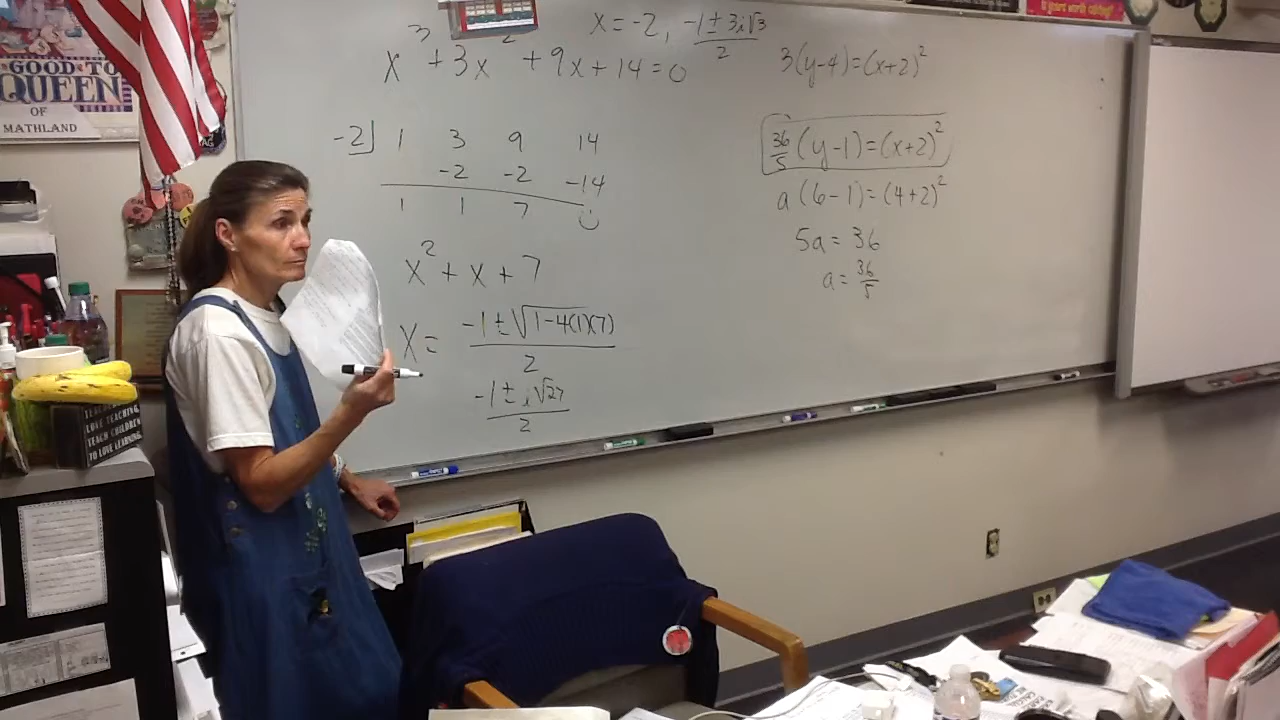 GOOD TO
QUEEN
OF
MATHLAND
x = -2, (-1 ± 3i√3)/2
x³ + 3x² + 9x + 14 = 0
-2 | 1 3 9 14
-2 -2 -14
1 1 7
x² + x + 7
x = (-1 ± √(1-4(1)(7)))/2
(-1 ± i√27)/2
3(y-4) = (x+2)²
36/5 (y-1) = (x+2)²
a(6-1) = (4+2)²
5a = 36
a = 36/5
LOVE TEACHING
TEACH CHILDREN
TO LOVE LEARNING